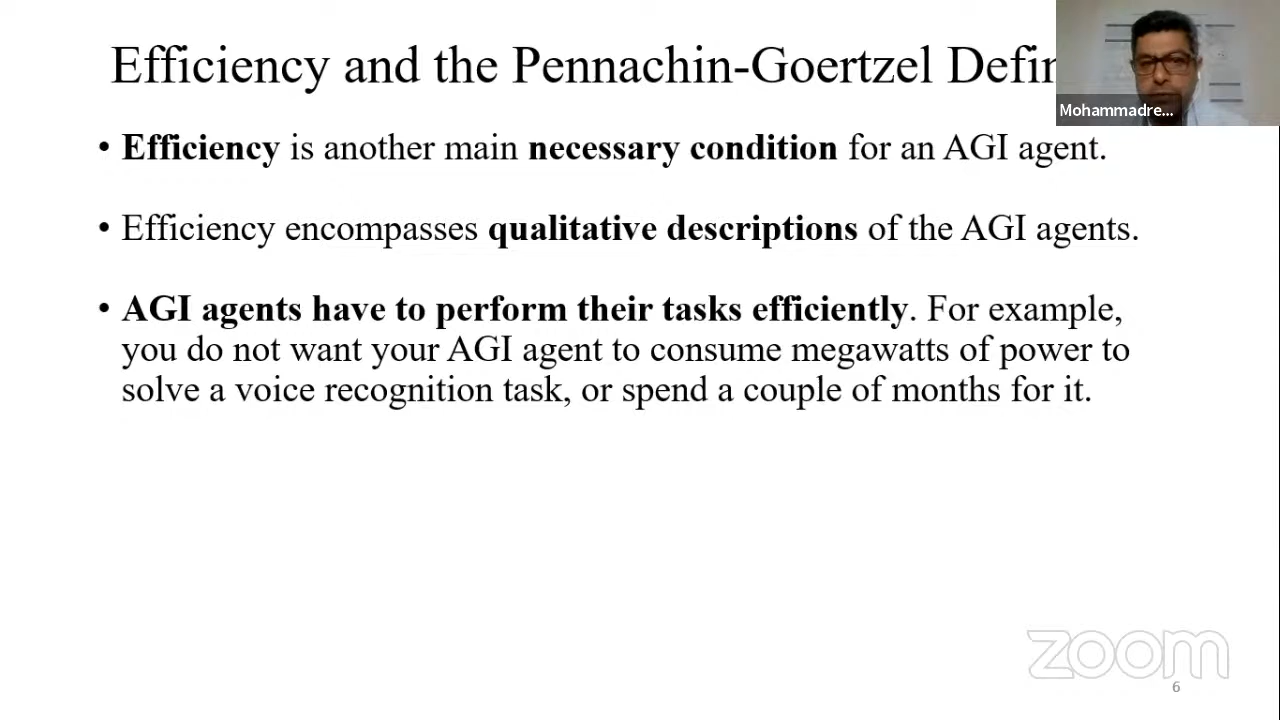 Efficiency and the Pennachin-Goertzel Defin
Mohammadre...
• Efficiency is another main necessary condition for an AGI agent.
• Efficiency encompasses qualitative descriptions of the AGI agents.
• AGI agents have to perform their tasks efficiently. For example,
you do not want your AGI agent to consume megawatts of power to
solve a voice recognition task, or spend a couple of months for it.
zoom
6